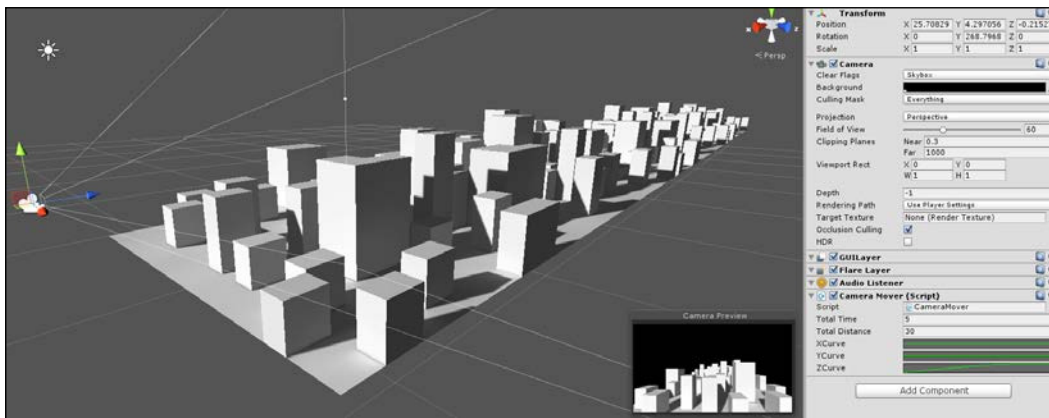 x
z
Persp
Camera Preview
Transform
Position X 25.70829 Y 4.297056 Z -0.2152
Rotation X 0 Y 268.7968 Z 0
Scale X 1 Y 1 Z 1
Camera
Clear Flags Skybox
Background
Culling Mask Everything
Projection Perspective
Field of View 60
Clipping Planes Near 0.3
Far 1000
Viewport Rect X 0 Y 0
W 1 H 1
Depth -1
Rendering Path Use Player Settings
Target Texture None (Render Texture)
Occlusion Culling
HDR
GUILayer
Flare Layer
Audio Listener
Camera Mover (Script)
Script CameraMover
Total Time 5
Total Distance 30
XCurve
YCurve
ZCurve
Add Component